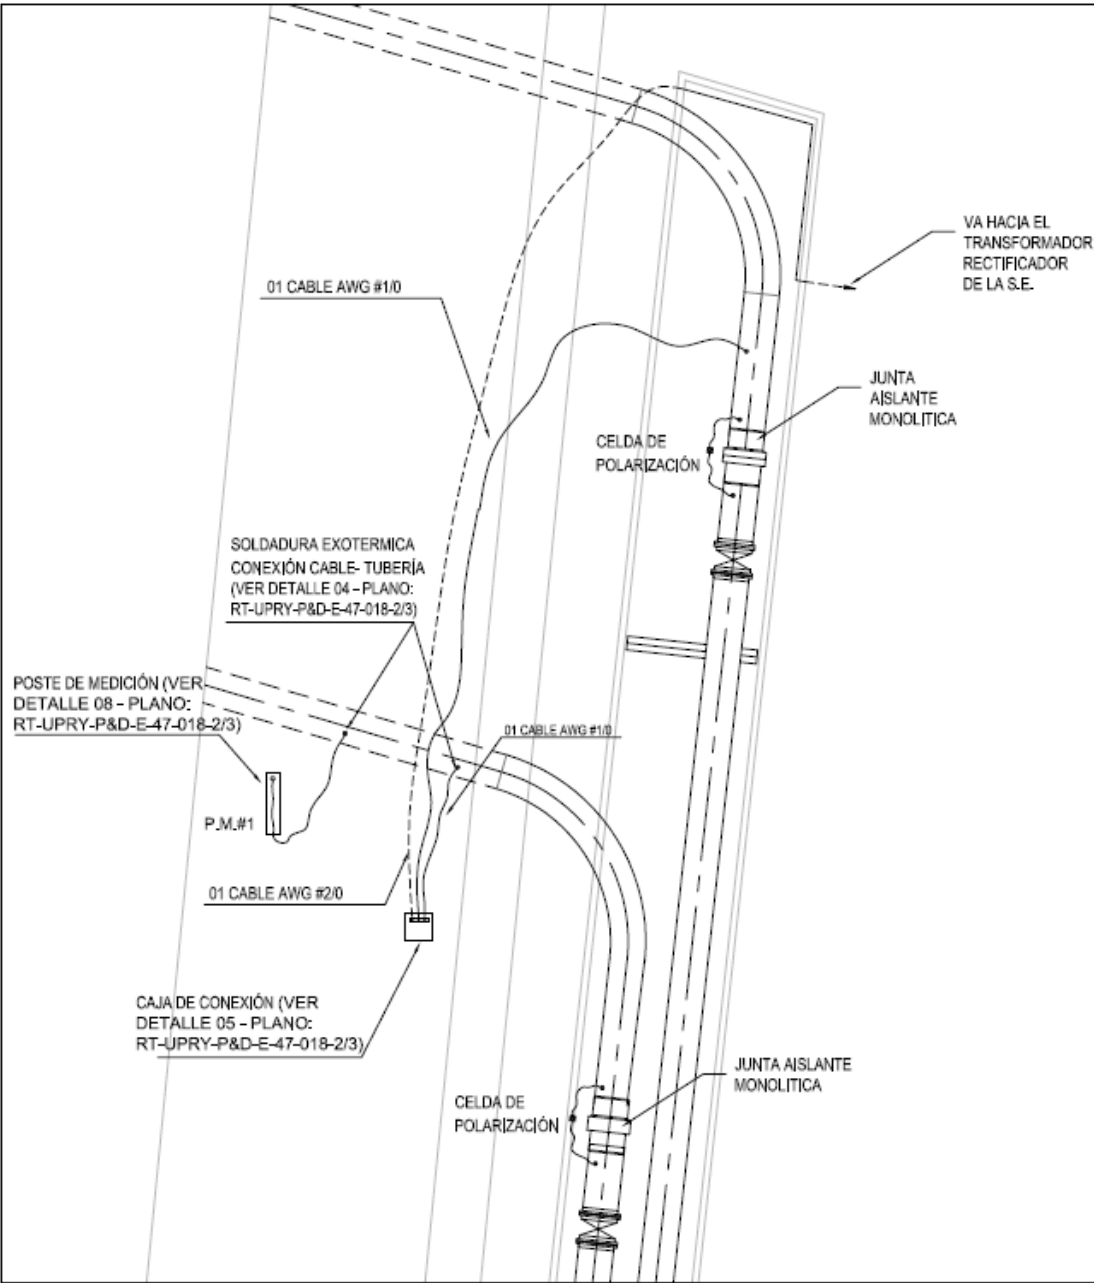 VA HACIA EL
TRANSFORMADOR
RECTIFICADOR
DE LA S.E.
01 CABLE AWG #1/0
JUNTA
AISLANTE
MONOLITICA
CELDA DE
POLARIZACIÓN
SOLDADURA EXOTERMICA
CONEXIÓN CABLE- TUBERÍA
(VER DETALLE 04 - PLANO:
RT-UPRY-P&D-E-47-018-2/3)
POSTE DE MEDICIÓN (VER
DETALLE 08 - PLANO:
RT-UPRY-P&D-E-47-018-2/3)
01 CABLE AWG #1/0
P.M.#1
01 CABLE AWG #2/0
CAJA DE CONEXIÓN (VER
DETALLE 05 - PLANO:
RT-UPRY-P&D-E-47-018-2/3)
JUNTA AISLANTE
MONOLITICA
CELDA DE
POLARIZACIÓN